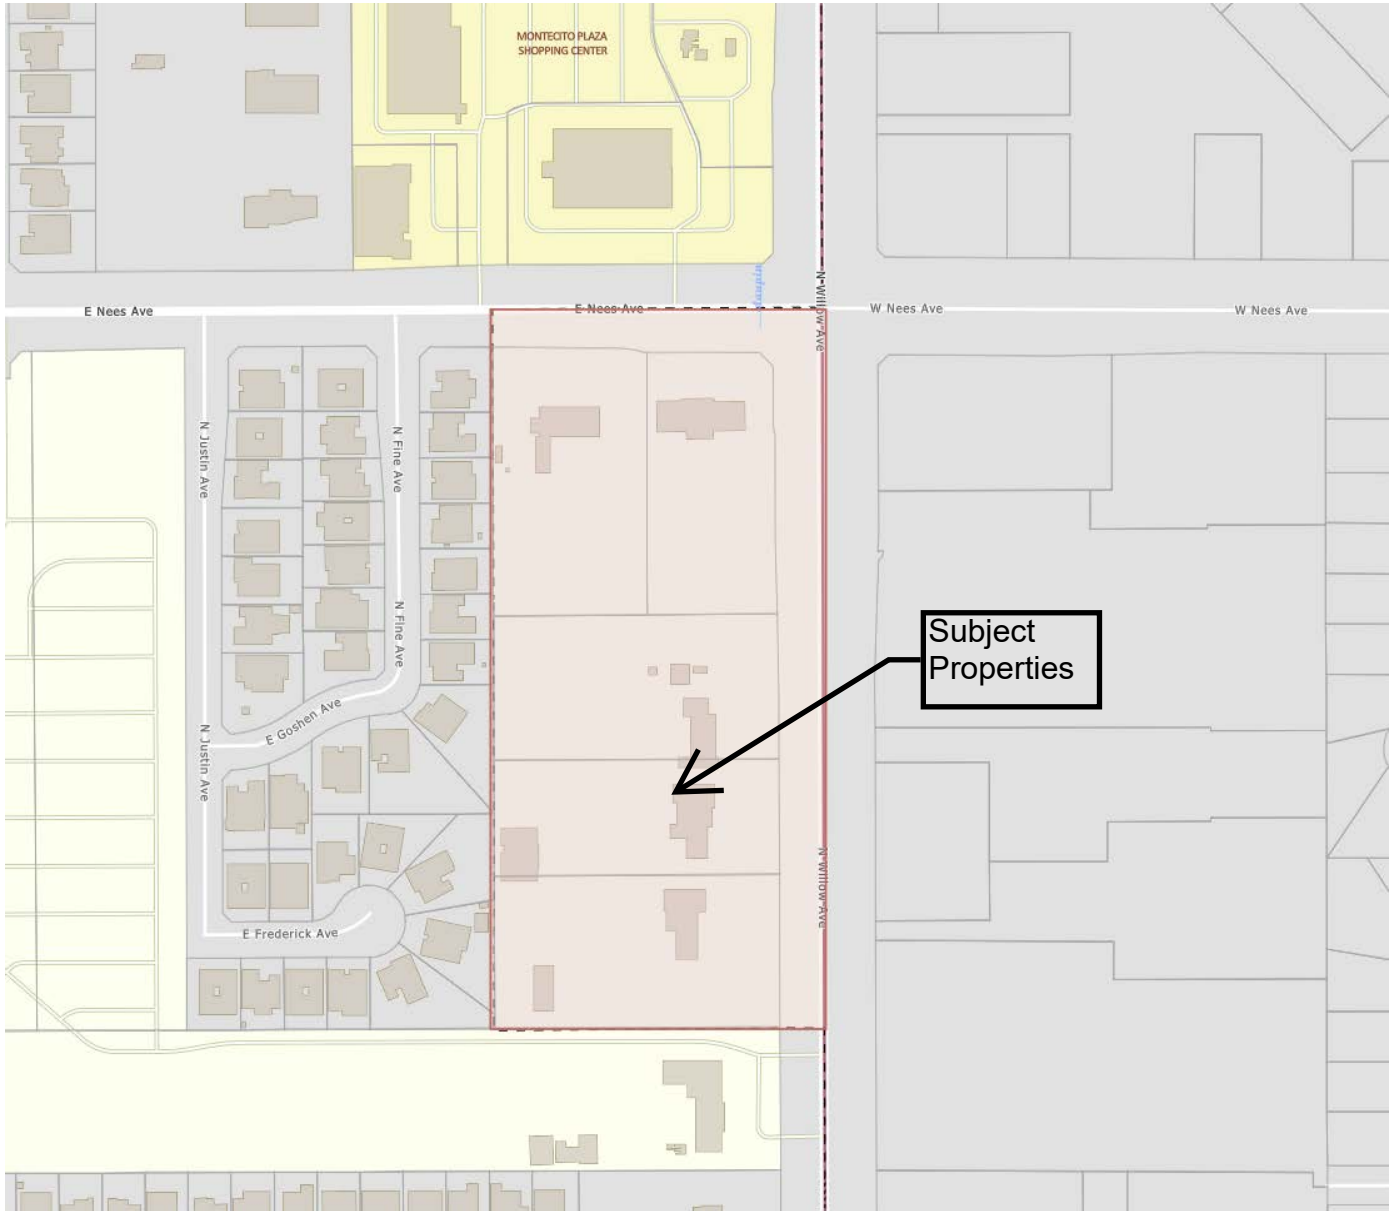 MONTECITO PLAZA
SHOPPING CENTER
N Willow Ave
E Nees Ave
E Nees Ave
W Nees Ave
W Nees Ave
N Justin Ave
N Fine Ave
N Fine Ave
Subject
Properties
E Goshen Ave
N Justin Ave
N Willow Ave
E Frederick Ave